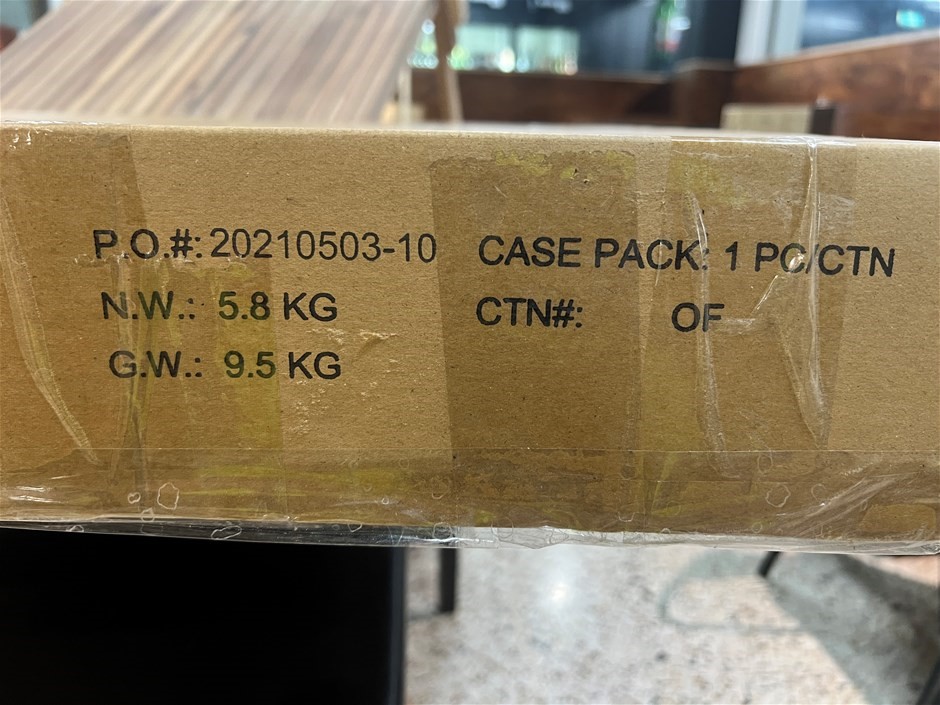 P.O.#: 20210503-10
N.W.: 5.8 KG
G.W.: 9.5 KG
CASE PACK: 1 PC/CTN
CTN#: OF